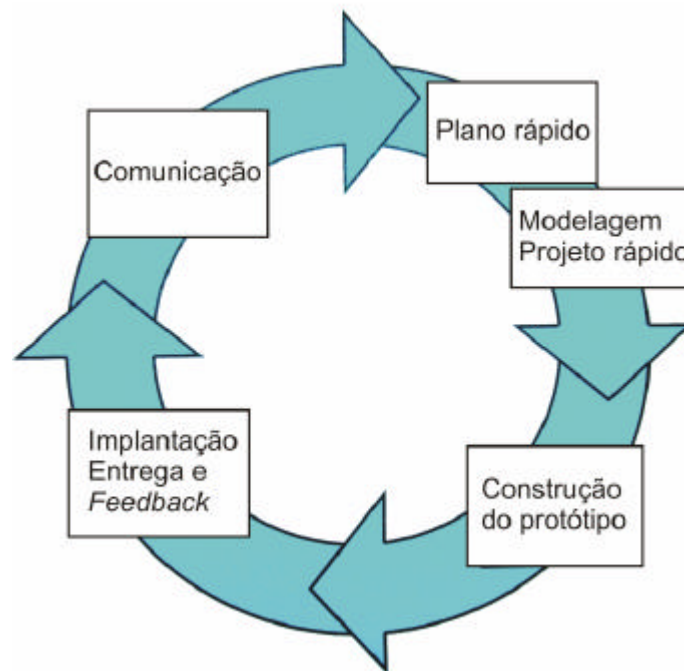 Comunicação
Plano rápido
Modelagem
Projeto rápido
Construção
do protótipo
Implantação
Entrega e
Feedback